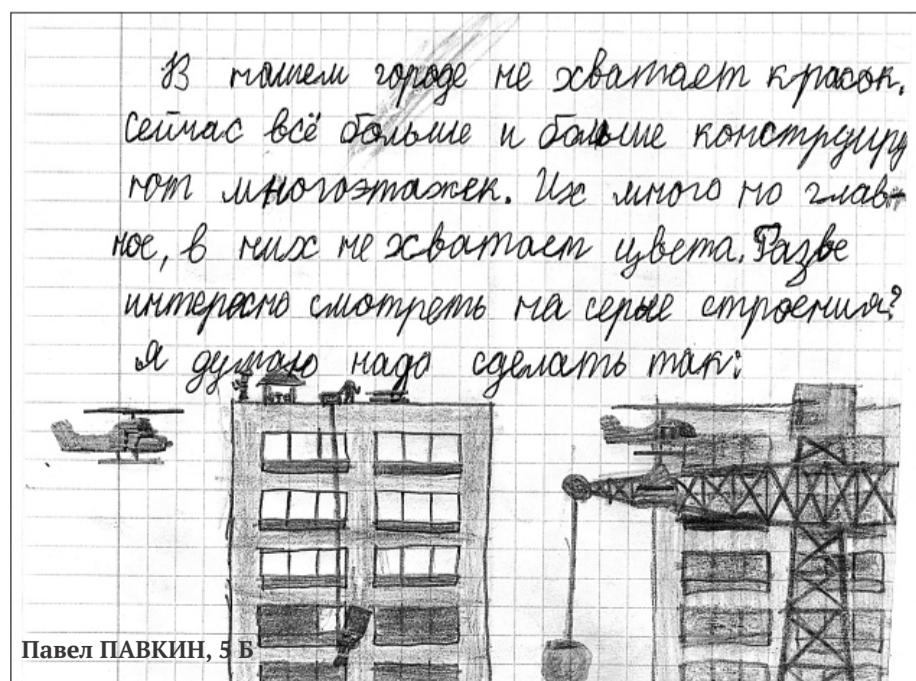 В нашем городе не хватает красок.
Сейчас всё больше и больше конструиру
ют многоэтажек. Их много но глав-
ное, в них не хватает цвета. Разве
интересно смотреть на серые строения?
Я думаю надо сделать так:
Павел ПАВКИН, 5 Б